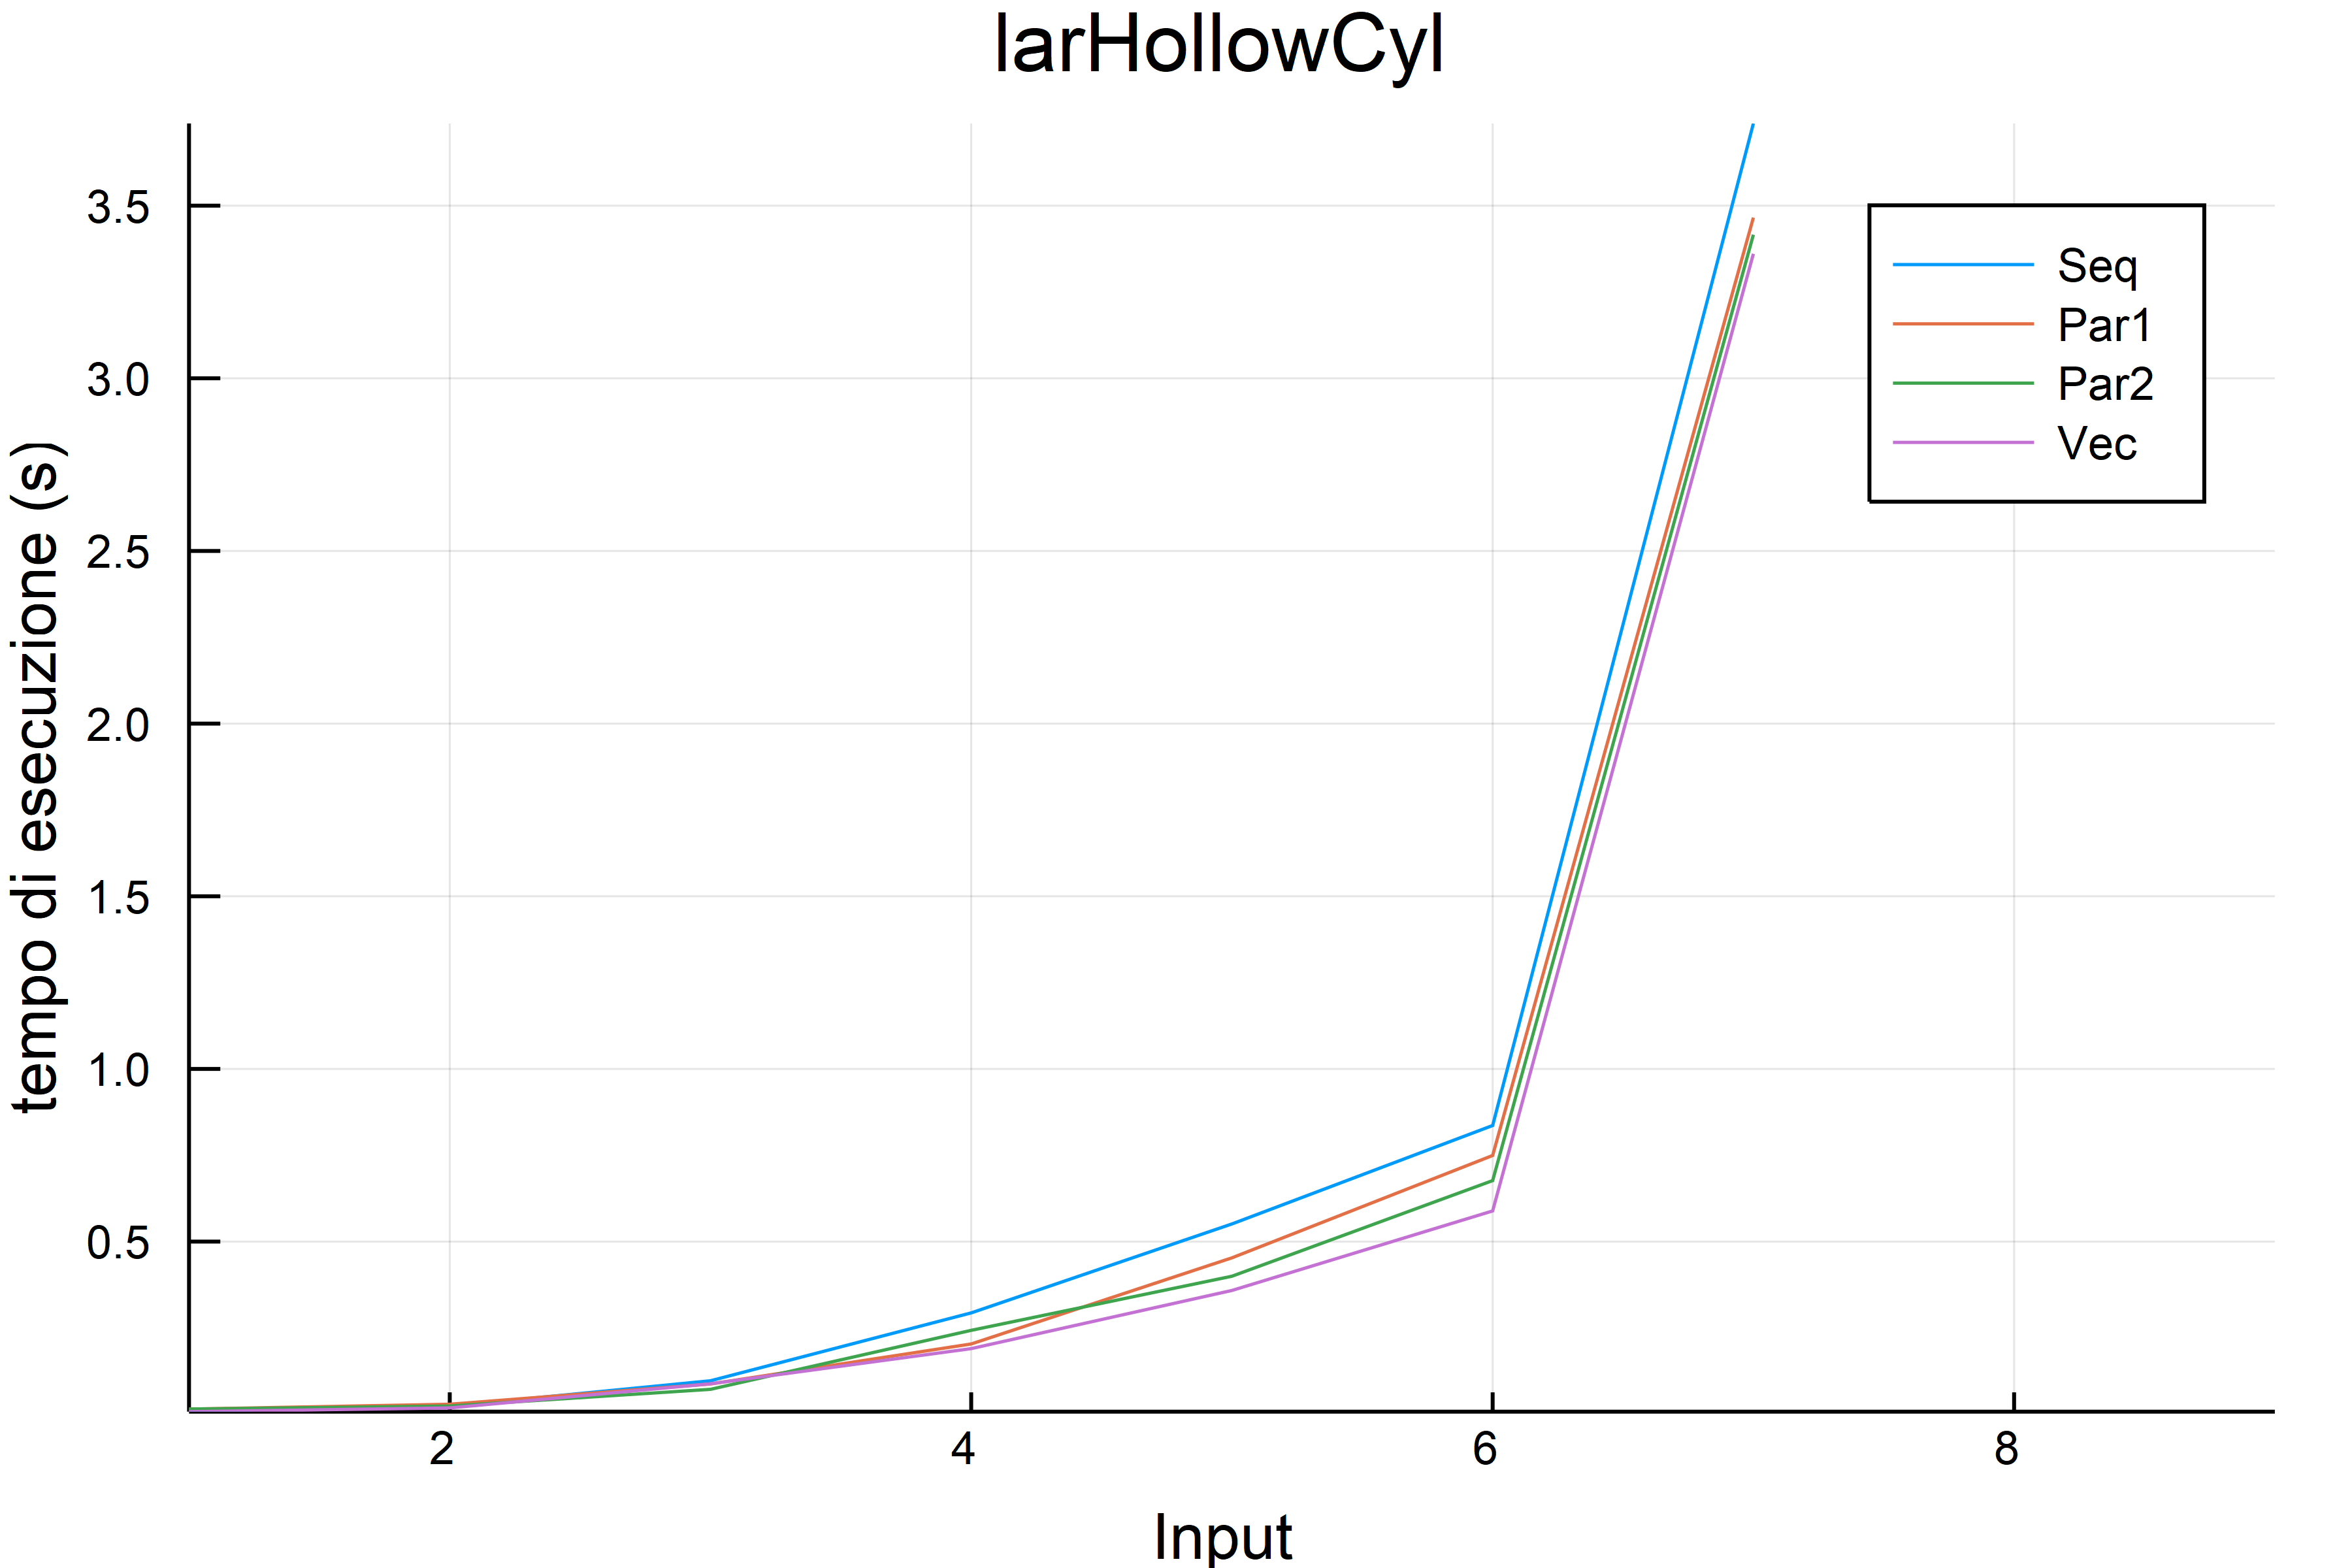 larHollowCyl
tempo di esecuzione (s)
3.5
3.0
2.5
2.0
1.5
1.0
0.5
Seq
Par1
Par2
Vec
2 4 6 8
Input